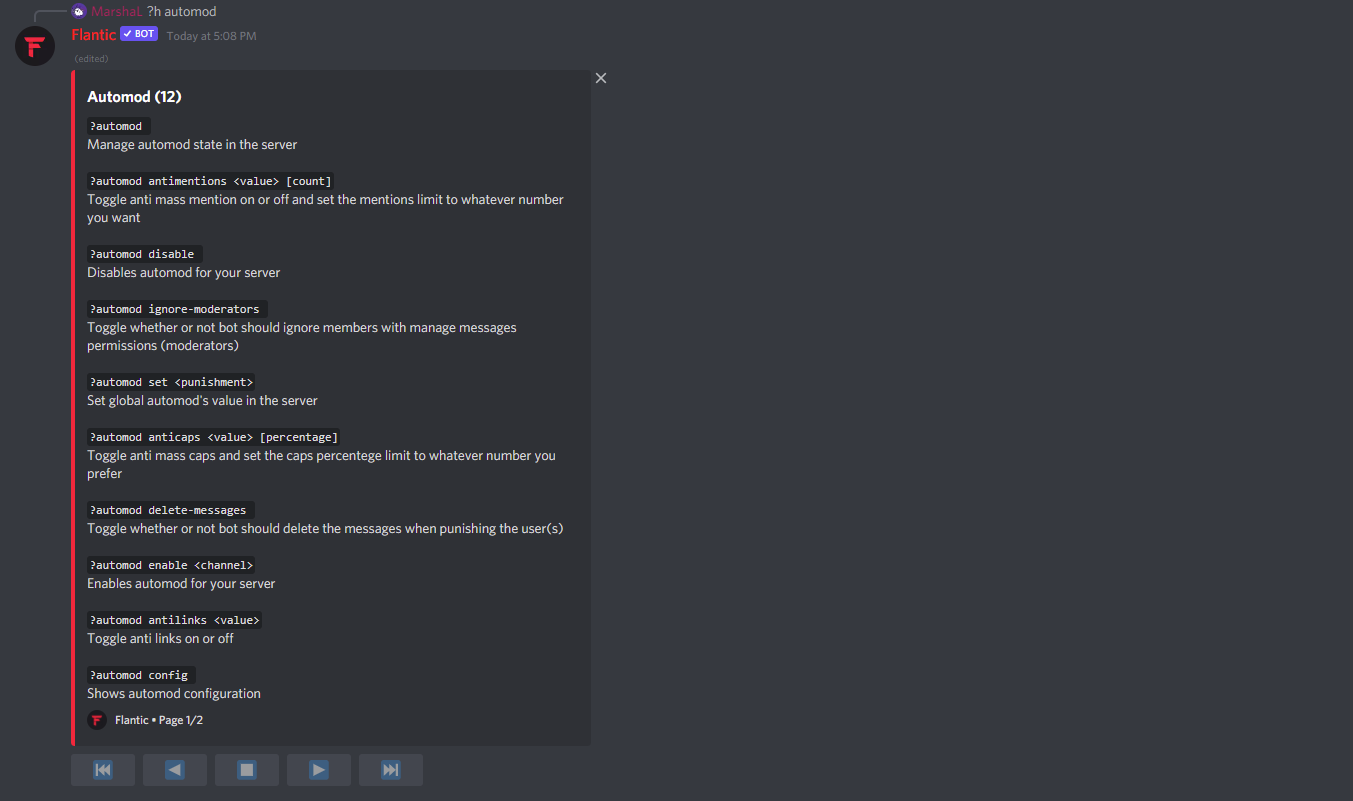 Marshal. ?h automod
Flantic ✓ BOT Today at 5:08 PM
(edited)
Automod (12)
?automod
Manage automod state in the server
?automod antimentions <value> [count]
Toggle anti mass mention on or off and set the mentions limit to whatever number
you want
?automod disable
Disables automod for your server
?automod ignore-moderators
Toggle whether or not bot should ignore members with manage messages
permissions (moderators)
?automod set <punishment>
Set global automod's value in the server
?automod anticaps <value> [percentage]
Toggle anti mass caps and set the caps percentege limit to whatever number you
prefer
?automod delete-messages
Toggle whether or not bot should delete the messages when punishing the user(s)
?automod enable <channel>
Enables automod for your server
?automod antilinks <value>
Toggle anti links on or off
?automod config
Shows automod configuration
Flantic • Page 1/2